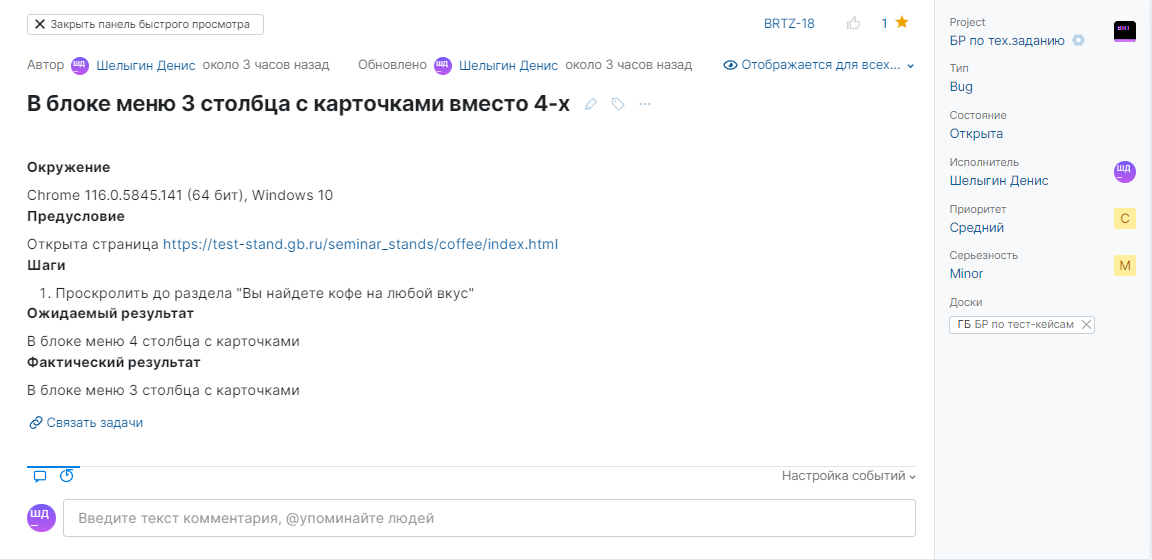 Закрыть панель быстрого просмотра
BRTZ-18
1
Автор ШД Шелыгин Денис около 3 часов назад Обновлено ШД Шелыгин Денис около 3 часов назад Отображается для всех...
В блоке меню 3 столбца с карточками вместо 4-х
Окружение
Chrome 116.0.5845.141 (64 бит), Windows 10
Предусловие
Открыта страница https://test-stand.gb.ru/seminar_stands/coffee/index.html
Шаги
1. Проскролить до раздела "Вы найдете кофе на любой вкус"
Ожидаемый результат
В блоке меню 4 столбца с карточками
Фактический результат
В блоке меню 3 столбца с карточками
Связать задачи
Настройка событий
ШД
Введите текст комментария, @упоминайте людей
Project
БР по тех.заданию
BRT
Тип
Bug
Состояние
Открыта
Исполнитель
Шелыгин Денис
ШД
Приоритет
Средний
С
Серьезность
Minor
M
Доски
ГБ БР по тест-кейсам